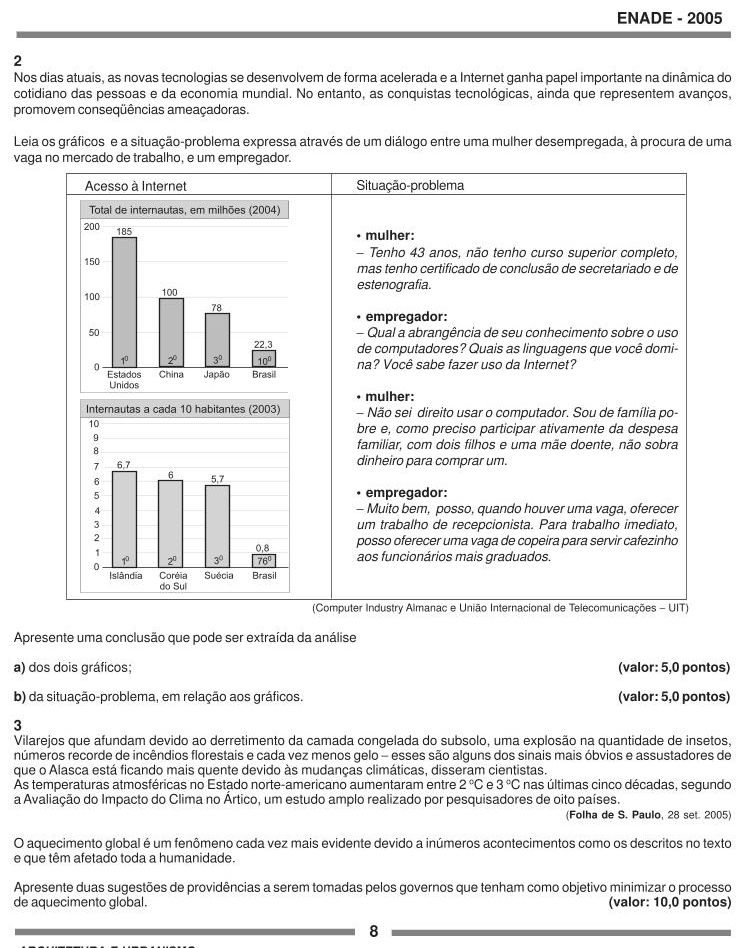 ENADE - 2005
2
Nos dias atuais, as novas tecnologias se desenvolvem de forma acelerada e a Internet ganha papel importante na dinâmica do
cotidiano das pessoas e da economia mundial. No entanto, as conquistas tecnológicas, ainda que representem avanços,
promovem conseqüências ameaçadoras.
Leia os gráficos e a situação-problema expressa através de um diálogo entre uma mulher desempregada, à procura de uma
vaga no mercado de trabalho, e um empregador.
Acesso à Internet
Total de internautas, em milhões (2004)
200
150
100
50
0
185
100
78
22,3
1º
2º
3º
10º
Estados
Unidos
China
Japão
Brasil
Internautas a cada 10 habitantes (2003)
10
9
8
7
6
5
4
3
2
1
0
6,7
6
5,7
0,8
1º
2º
3º
76º
Islândia
Coréia
do Sul
Suécia
Brasil
Situação-problema
• mulher:
– Tenho 43 anos, não tenho curso superior completo,
mas tenho certificado de conclusão de secretariado e de
estenografia.
• empregador:
– Qual a abrangência de seu conhecimento sobre o uso
de computadores? Quais as linguagens que você domi-
na? Você sabe fazer uso da Internet?
• mulher:
– Não sei direito usar o computador. Sou de família po-
bre e, como preciso participar ativamente da despesa
familiar, com dois filhos e uma mãe doente, não sobra
dinheiro para comprar um.
• empregador:
– Muito bem, posso, quando houver uma vaga, oferecer
um trabalho de recepcionista. Para trabalho imediato,
posso oferecer uma vaga de copeira para servir cafezinho
aos funcionários mais graduados.
(Computer Industry Almanac e União Internacional de Telecomunicações – UIT)
Apresente uma conclusão que pode ser extraída da análise
a) dos dois gráficos; (valor: 5,0 pontos)
b) da situação-problema, em relação aos gráficos. (valor: 5,0 pontos)
3
Vilarejos que afundam devido ao derretimento da camada congelada do subsolo, uma explosão na quantidade de insetos,
números recorde de incêndios florestais e cada vez menos gelo – esses são alguns dos sinais mais óbvios e assustadores de
que o Alasca está ficando mais quente devido às mudanças climáticas, disseram cientistas.
As temperaturas atmosféricas no Estado norte-americano aumentaram entre 2 ºC e 3 ºC nas últimas cinco décadas, segundo
a Avaliação do Impacto do Clima no Ártico, um estudo amplo realizado por pesquisadores de oito países.
(Folha de S. Paulo, 28 set. 2005)
O aquecimento global é um fenômeno cada vez mais evidente devido a inúmeros acontecimentos como os descritos no texto
e que têm afetado toda a humanidade.
Apresente duas sugestões de providências a serem tomadas pelos governos que tenham como objetivo minimizar o processo
de aquecimento global. (valor: 10,0 pontos)
8
ARQUITETURA E URBANISMO